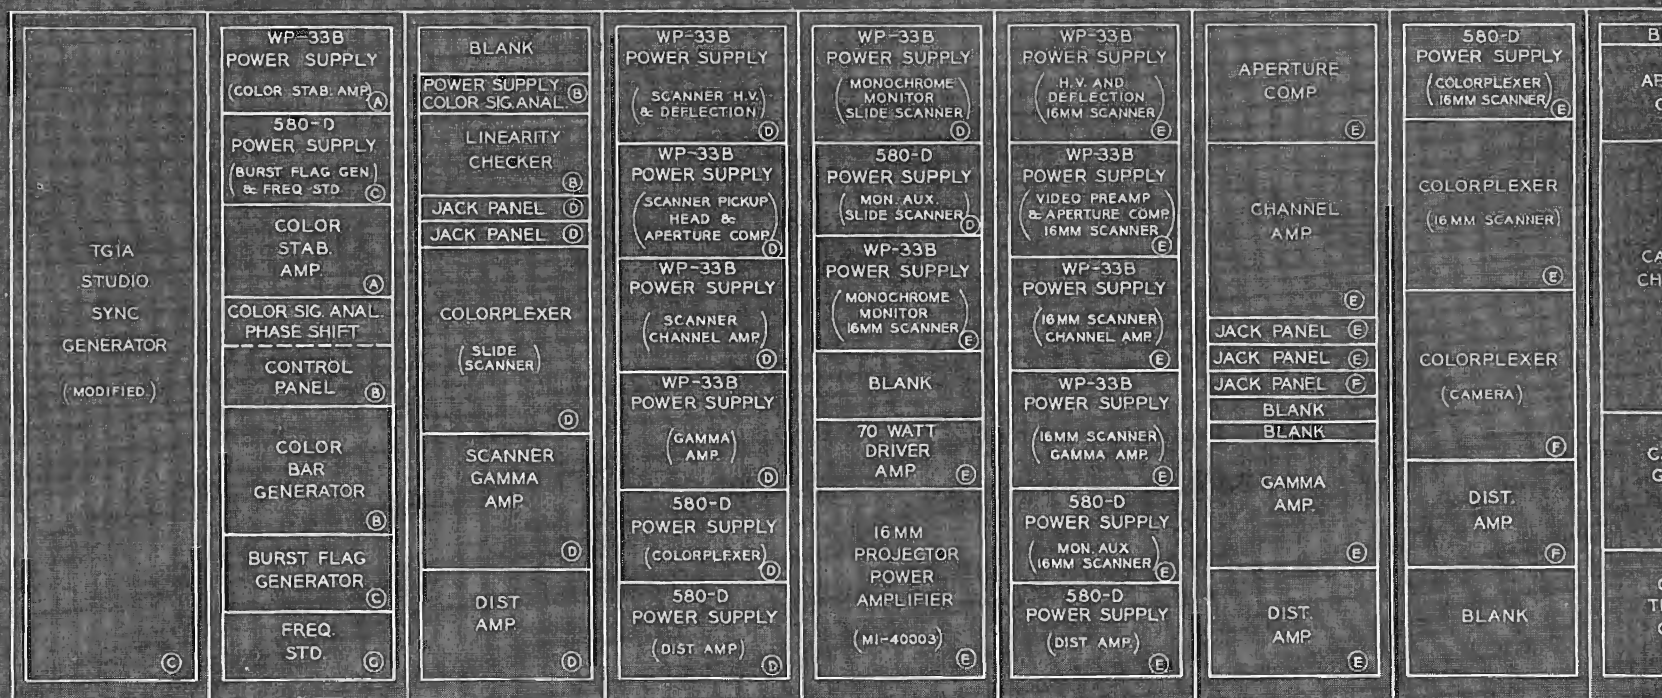 TG1A
STUDIO
SYNC
GENERATOR
(MODIFIED.)
C
WP-33B
POWER SUPPLY
(COLOR STAB. AMP)
A
580-D
POWER SUPPLY
(BURST FLAG GEN.
& FREQ STD.)
C
COLOR
STAB.
AMP.
A
COLOR SIG. ANAL.
PHASE SHIFT
CONTROL
PANEL
B
COLOR
BAR
GENERATOR
B
BURST FLAG
GENERATOR
C
FREQ.
STD.
C
BLANK
POWER SUPPLY
COLOR SIG. ANAL.
B
LINEARITY
CHECKER
B
JACK PANEL D
JACK PANEL D
COLORPLEXER
(SLIDE
SCANNER)
D
SCANNER
GAMMA
AMP.
D
DIST
AMP.
D
WP-33B
POWER SUPPLY
(SCANNER H.V.
& DEFLECTION)
D
WP-33B
POWER SUPPLY
(SCANNER PICKUP
HEAD &
APERTURE COMP.)
D
WP-33B
POWER SUPPLY
(SCANNER
CHANNEL AMP.)
D
WP-33B
POWER SUPPLY
(GAMMA
AMP.)
D
580-D
POWER SUPPLY
(COLORPLEXER)
D
580-D
POWER SUPPLY
(DIST AMP)
D
WP-33B
POWER SUPPLY
(MONOCHROME
MONITOR
SLIDE SCANNER)
D
580-D
POWER SUPPLY
(MON. AUX.
SLIDE SCANNER)
D
WP-33B
POWER SUPPLY
(MONOCHROME
MONITOR
16MM SCANNER)
E
BLANK
70 WATT
DRIVER
AMP.
E
16MM
PROJECTOR
POWER
AMPLIFIER
(MI-40003)
E
WP-33B
POWER SUPPLY
(H.V. AND
DEFLECTION
16MM SCANNER)
E
WP-33B
POWER SUPPLY
(VIDEO PREAMP
& APERTURE COMP.
16MM SCANNER)
E
WP-33B
POWER SUPPLY
(16MM SCANNER
CHANNEL AMP.)
E
WP-33B
POWER SUPPLY
(16MM SCANNER
GAMMA AMP.)
E
580-D
POWER SUPPLY
(MON. AUX
16MM SCANNER)
E
580-D
POWER SUPPLY
(DIST AMP.)
E
APERTURE
COMP.
E
CHANNEL
AMP.
E
JACK PANEL E
JACK PANEL E
JACK PANEL F
BLANK
BLANK
GAMMA
AMP.
E
DIST.
AMP.
E
580-D
POWER SUPPLY
(COLORPLEXER
16MM SCANNER)
E
COLORPLEXER
(16MM SCANNER)
E
COLORPLEXER
(CAMERA)
F
DIST.
AMP.
F
BLANK